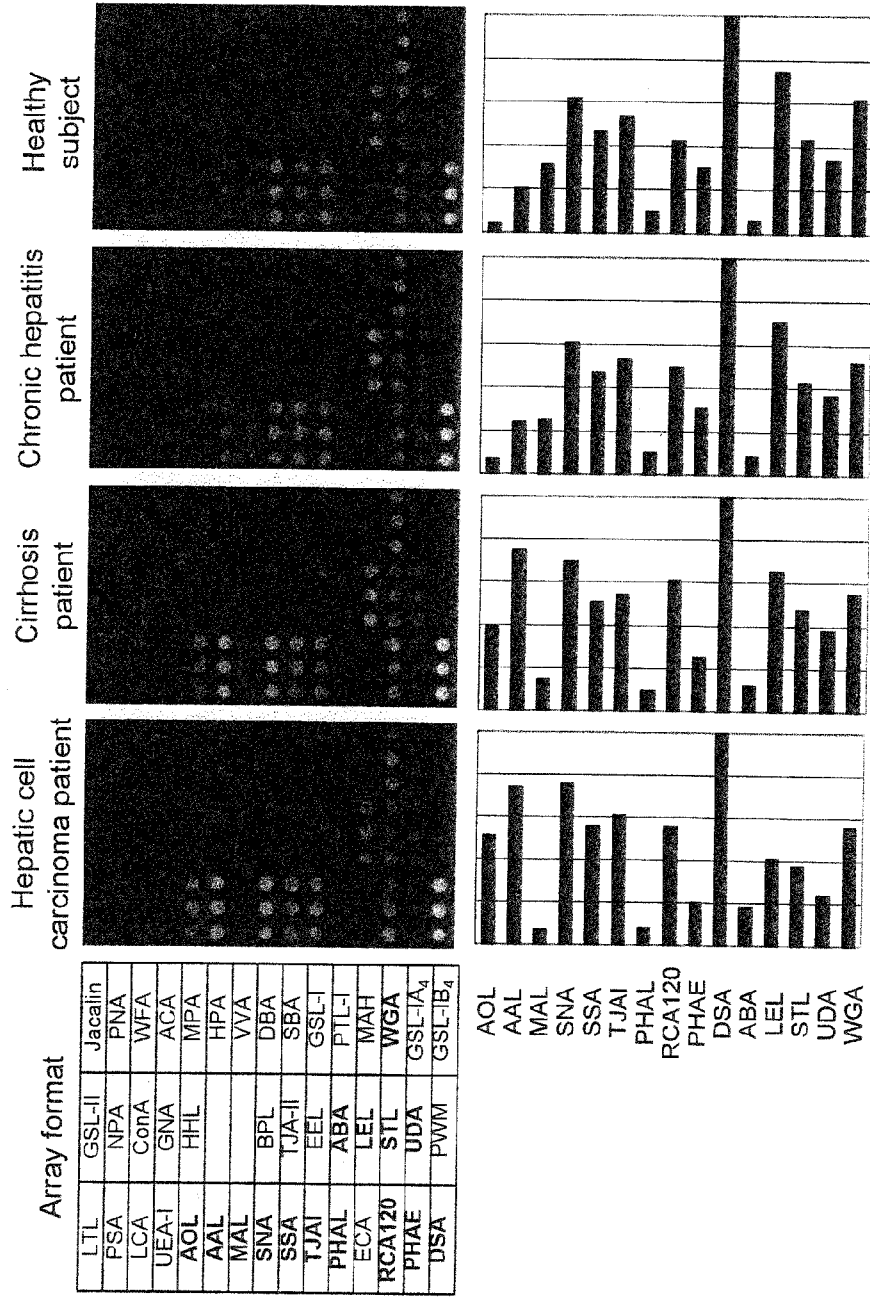 Array format
LTL GSL-II Jacalin
PSA NPA PNA
LCA ConA WFA
UEA-I GNA ACA
AOL HHL MPA
AAL HPA
MAL VVA
SNA BPL DBA
SSA TJA-II SBA
TJAI EEL GSL-I
PHAL ABA PTL-I
ECA LEL MAH
RCA120 STL WGA
PHAE UDA GSL-IA₄
DSA PWM GSL-IB₄
Hepatic cell
carcinoma patient
Cirrhosis
patient
Chronic hepatitis
patient
Healthy
subject
AOL
AAL
MAL
SNA
SSA
TJAI
PHAL
RCA120
PHAE
DSA
ABA
LEL
STL
UDA
WGA